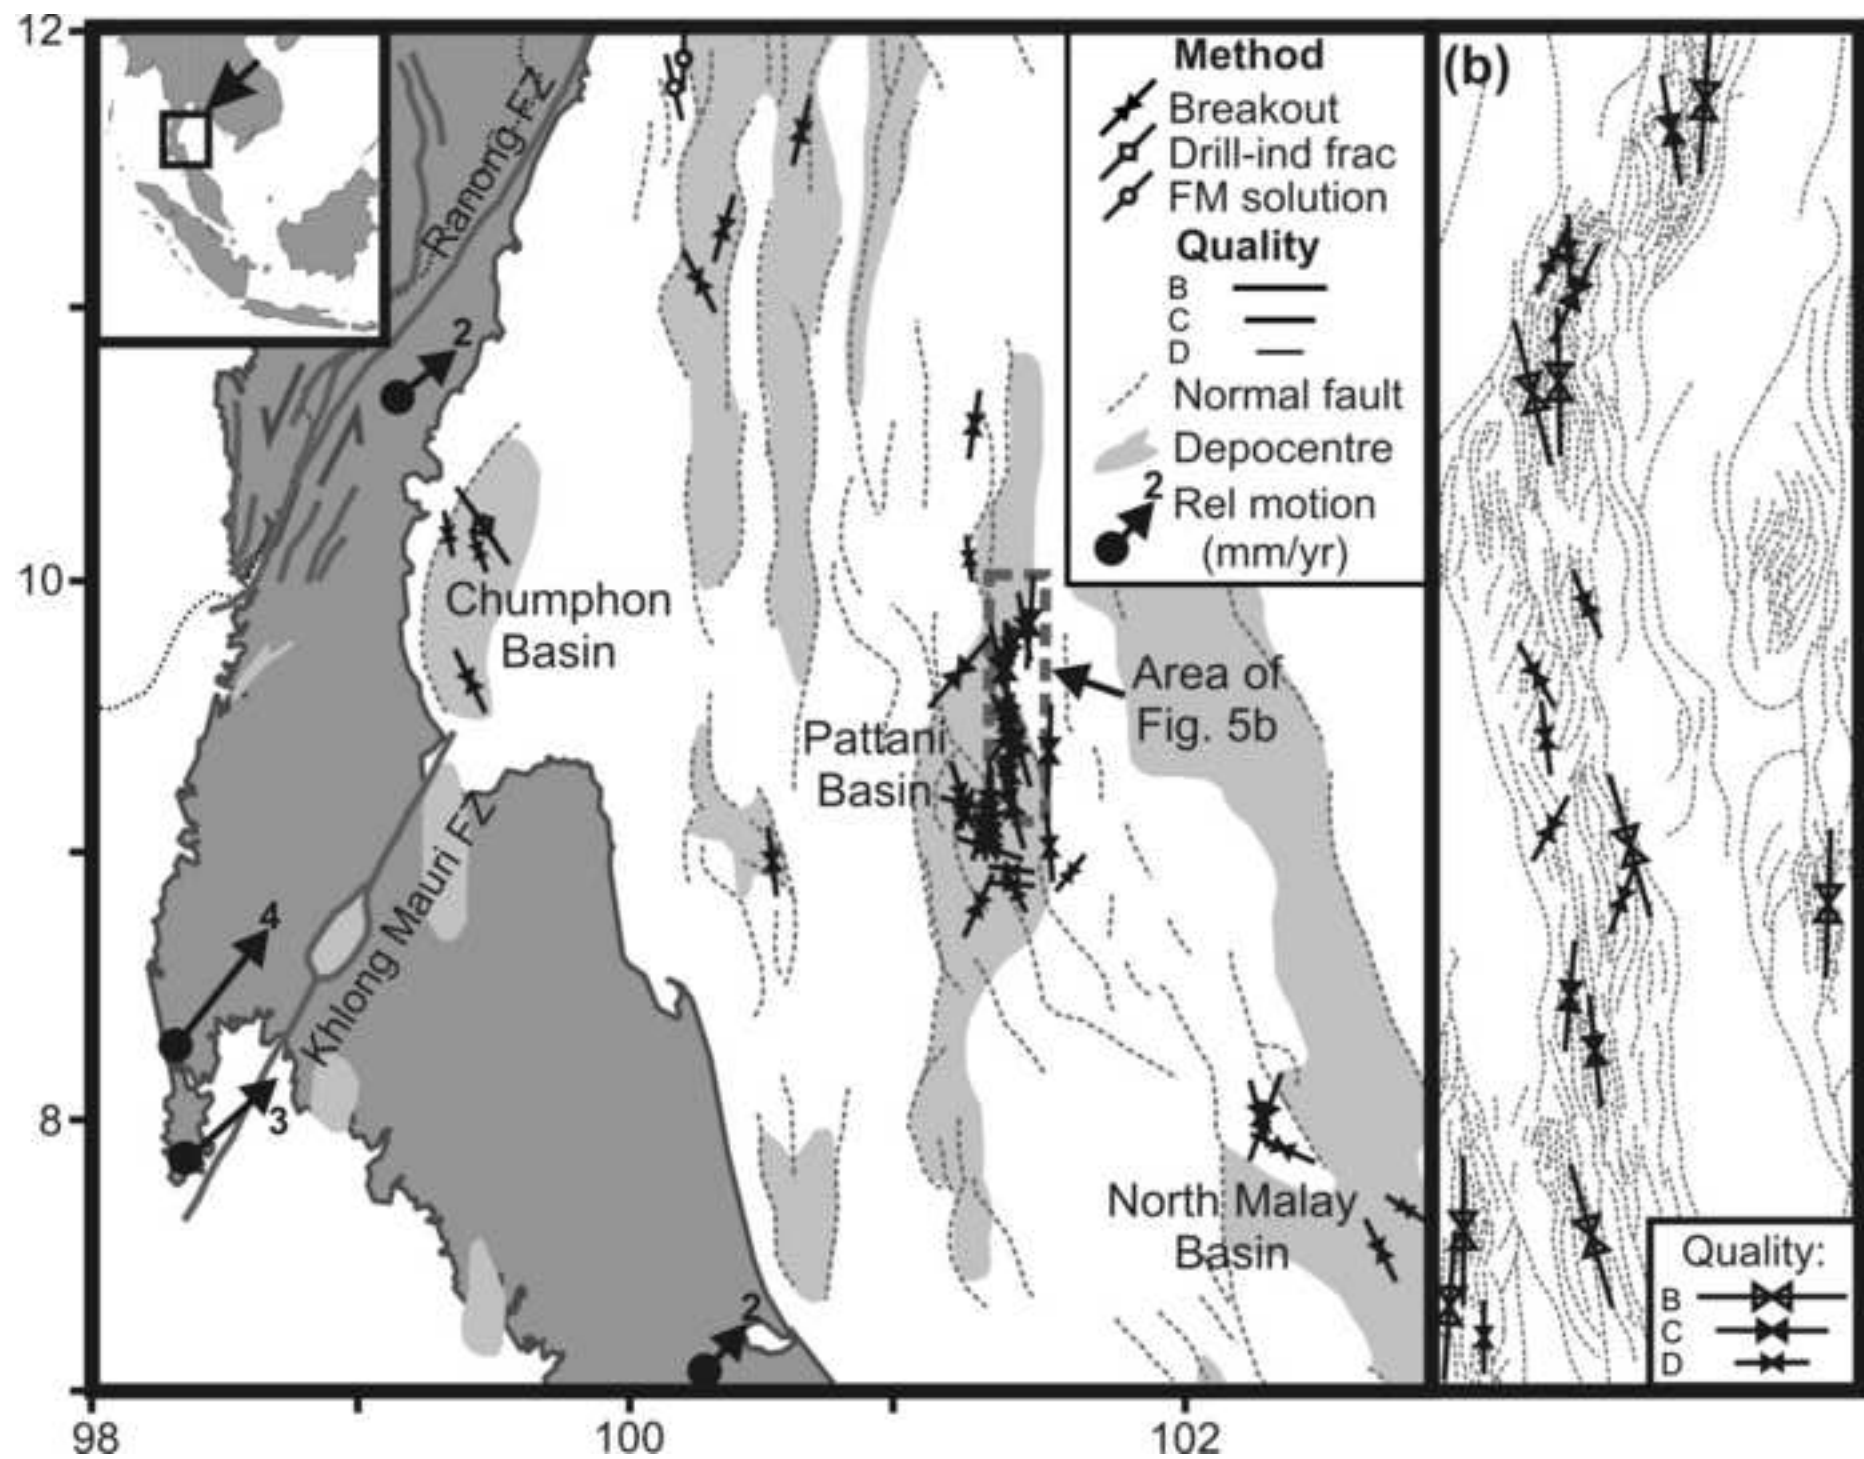 12
10
8
98
100
102
Ranong FZ
2
Chumphon
Basin
Pattani
Basin
Area of
Fig. 5b
Khlong Mauri FZ
4
3
2
North Malay
Basin
Method
Breakout
Drill-ind frac
FM solution
Quality
B
C
D
Normal fault
Depocentre
2
Rel motion
(mm/yr)
(b)
Quality:
B
C
D